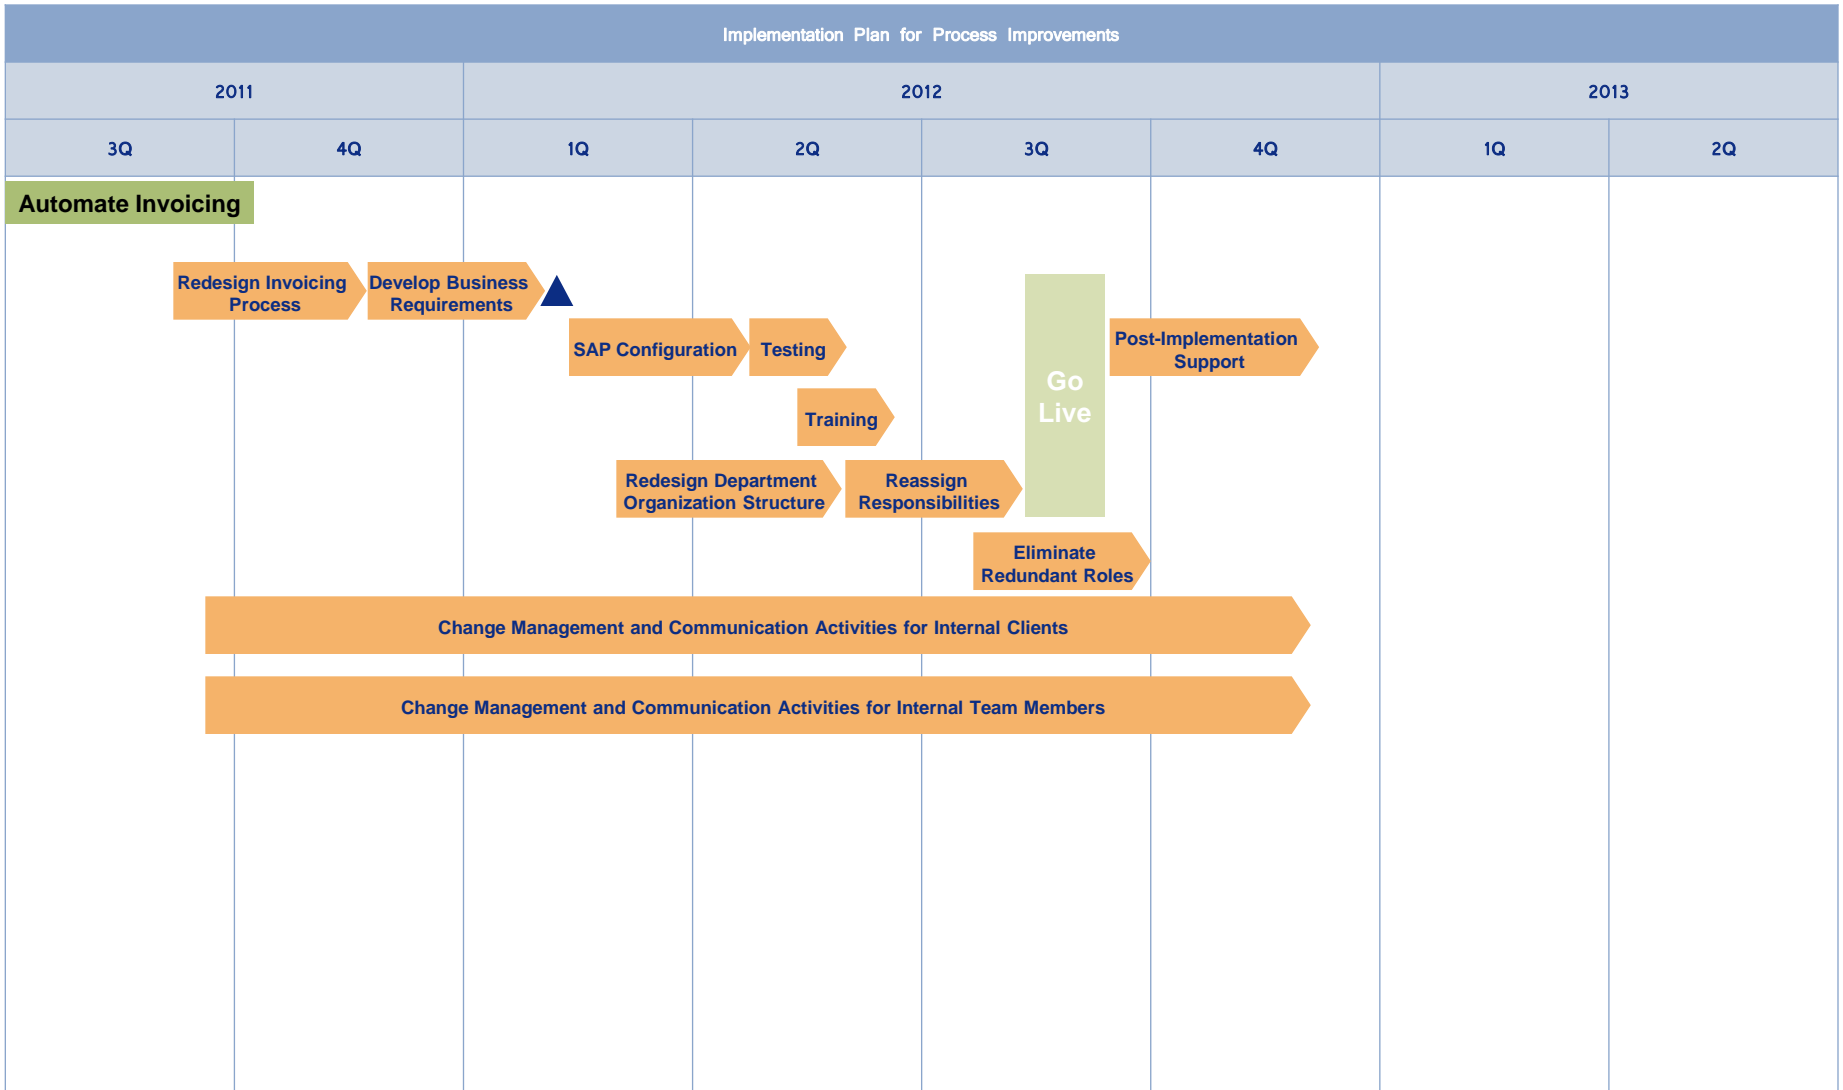 Implementation Plan for Process Improvements
2011
2012
2013
3Q
4Q
1Q
2Q
3Q
4Q
1Q
2Q
Automate Invoicing
Redesign Invoicing
Process
Develop Business
Requirements
SAP Configuration
Testing
Post-Implementation
Support
Go
Live
Training
Redesign Department
Organization Structure
Reassign
Responsibilities
Eliminate
Redundant Roles
Change Management and Communication Activities for Internal Clients
Change Management and Communication Activities for Internal Team Members